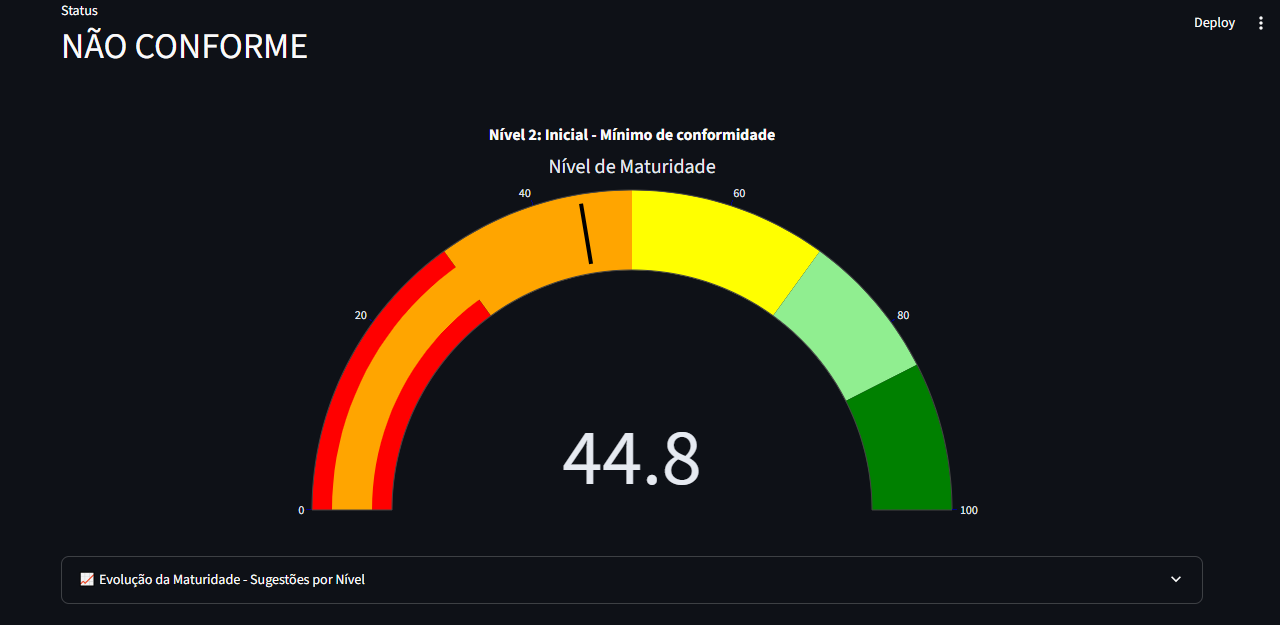 Status
NÃO CONFORME
Deploy
Nível 2: Inicial - Mínimo de conformidade
Nível de Maturidade
0
20
40
60
80
100
44.8
Evolução da Maturidade - Sugestões por Nível